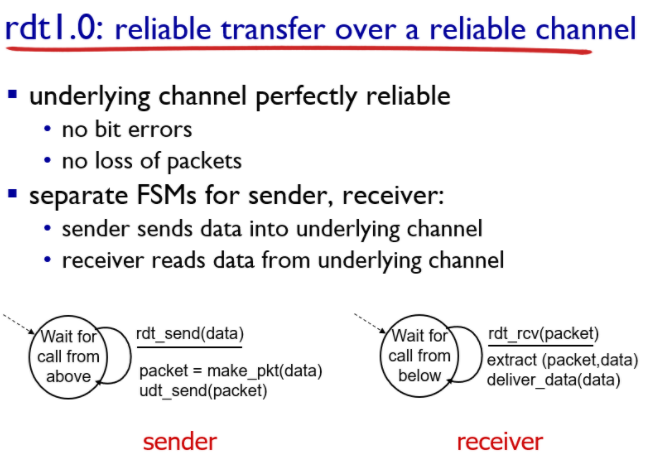 rdt1.0: reliable transfer over a reliable channel
▪ underlying channel perfectly reliable
• no bit errors
• no loss of packets
▪ separate FSMs for sender, receiver:
• sender sends data into underlying channel
• receiver reads data from underlying channel
Wait for
call from
above
rdt_send(data)
packet = make_pkt(data)
udt_send(packet)
sender
Wait for
call from
below
rdt_rcv(packet)
extract (packet,data)
deliver_data(data)
receiver